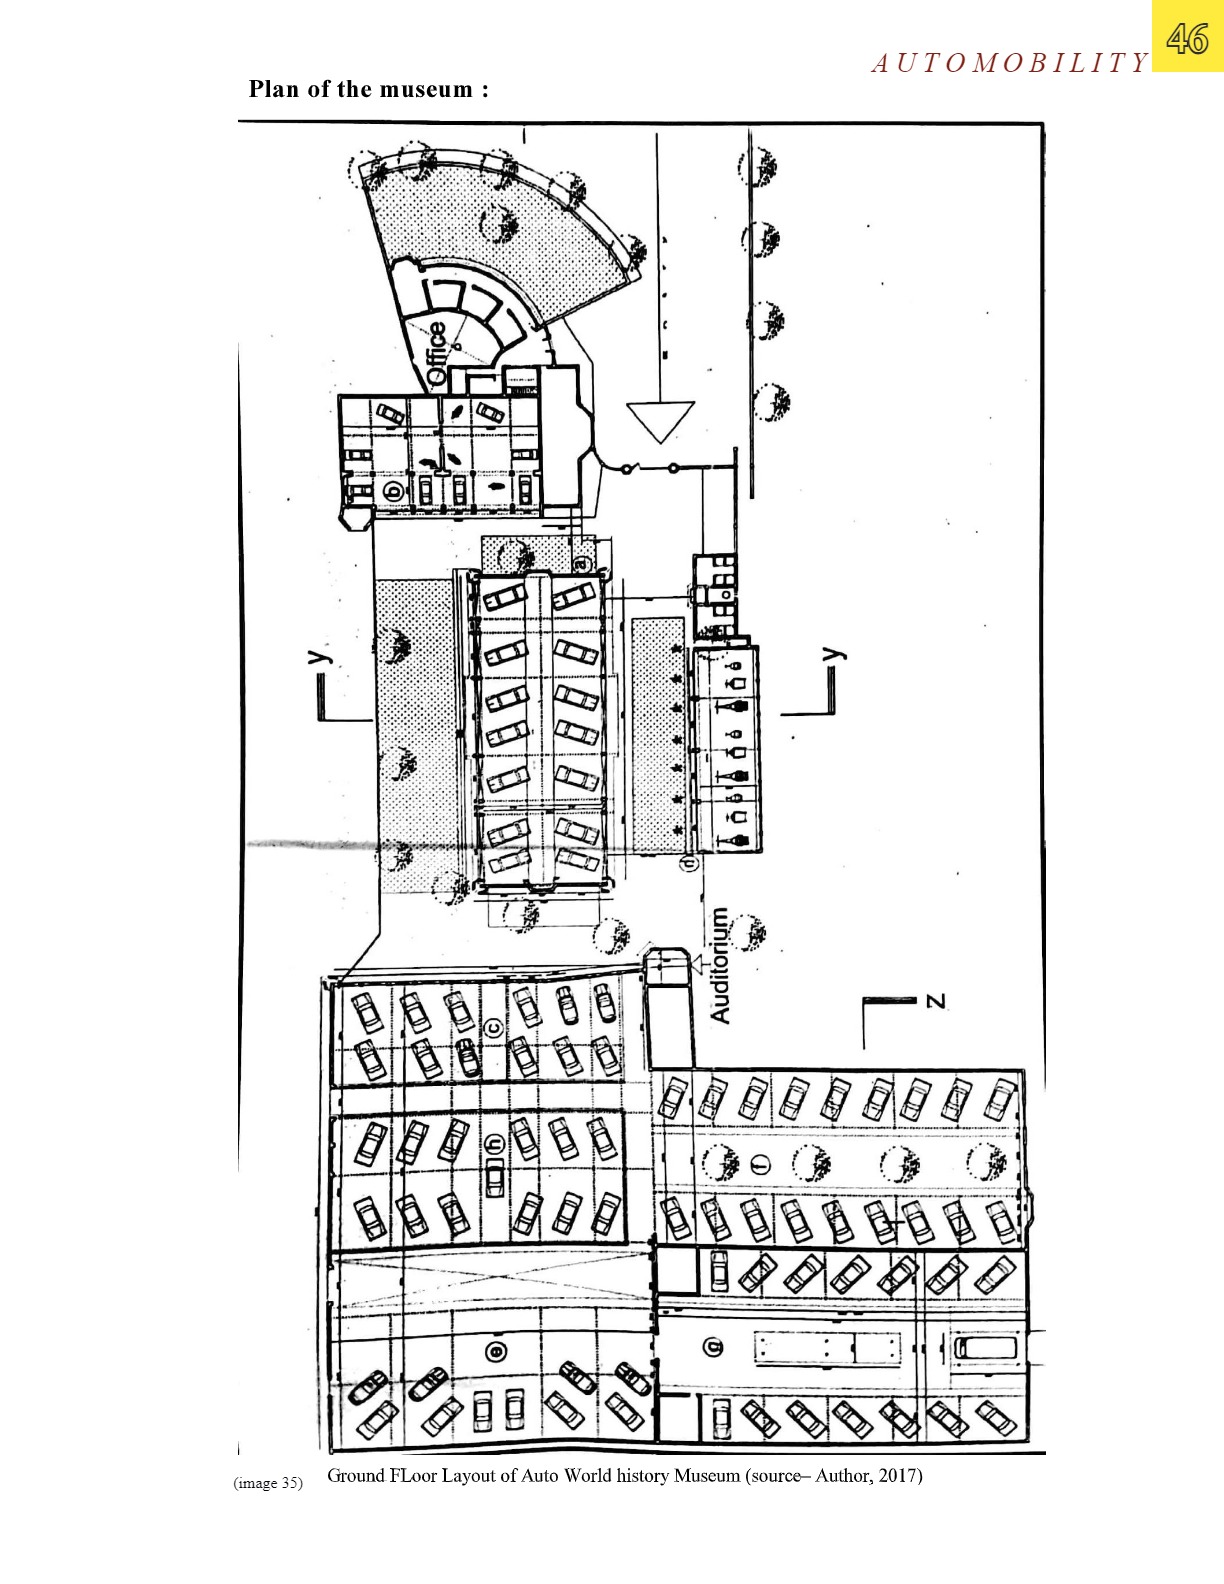 46
AUTOMOBILITY
Plan of the museum :
Office
b
a
y
y
d
Auditorium
z
c
h
f
e
g
(image 35)
Ground FLoor Layout of Auto World history Museum (source– Author, 2017)